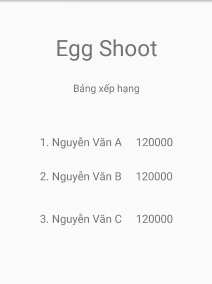 Egg Shoot
Bảng xếp hạng
1. Nguyễn Văn A 120000
2. Nguyễn Văn B 120000
3. Nguyễn Văn C 120000